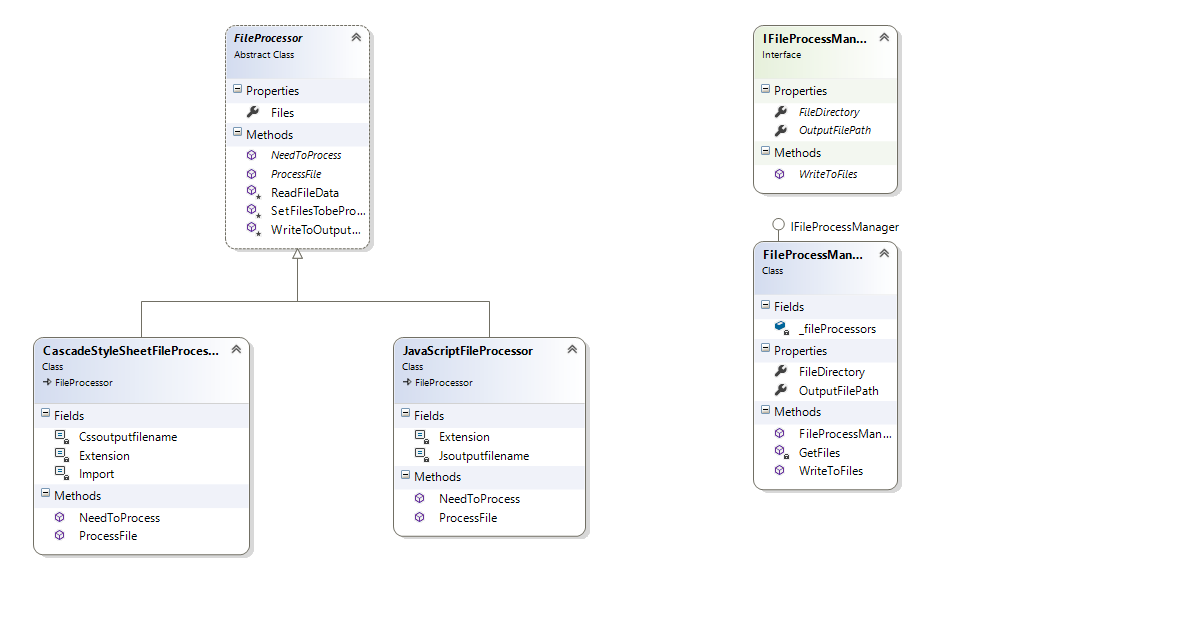 FileProcessor
Abstract Class
Properties
Files
Methods
NeedToProcess
ProcessFile
ReadFileData
SetFilesTobePro...
WriteToOutput...
CascadeStyleSheetFileProces...
Class
FileProcessor
Fields
Cssoutputfilename
Extension
Import
Methods
NeedToProcess
ProcessFile
JavaScriptFileProcessor
Class
FileProcessor
Fields
Extension
Jsoutputfilename
Methods
NeedToProcess
ProcessFile
IFileProcessMan...
Interface
Properties
FileDirectory
OutputFilePath
Methods
WriteToFiles
IFileProcessManager
FileProcessMan...
Class
Fields
_fileProcessors
Properties
FileDirectory
OutputFilePath
Methods
FileProcessMan...
GetFiles
WriteToFiles